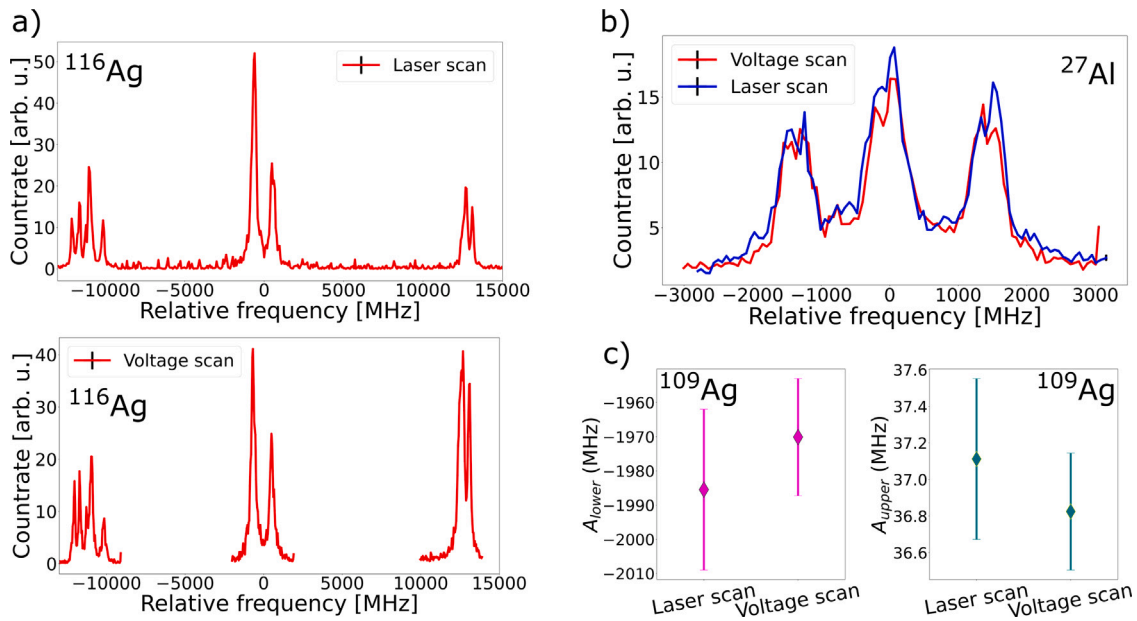 a)
¹¹⁶Ag
Laser scan
Countrate [arb. u.]
50
40
30
20
10
0
−10000 −5000 0 5000 10000 15000
Relative frequency [MHz]
Voltage scan
¹¹⁶Ag
Countrate [arb. u.]
40
30
20
10
0
−10000 −5000 0 5000 10000 15000
Relative frequency [MHz]
b)
Voltage scan
Laser scan
²⁷Al
Countrate [arb. u.]
15
10
5
−3000 −2000 −1000 0 1000 2000 3000
Relative frequency [MHz]
c)
¹⁰⁹Ag
A_lower (MHz)
−1960
−1970
−1980
−1990
−2000
−2010
Laser scan Voltage scan
¹⁰⁹Ag
A_upper (MHz)
37.6
37.4
37.2
37.0
36.8
36.6
Laser scan Voltage scan